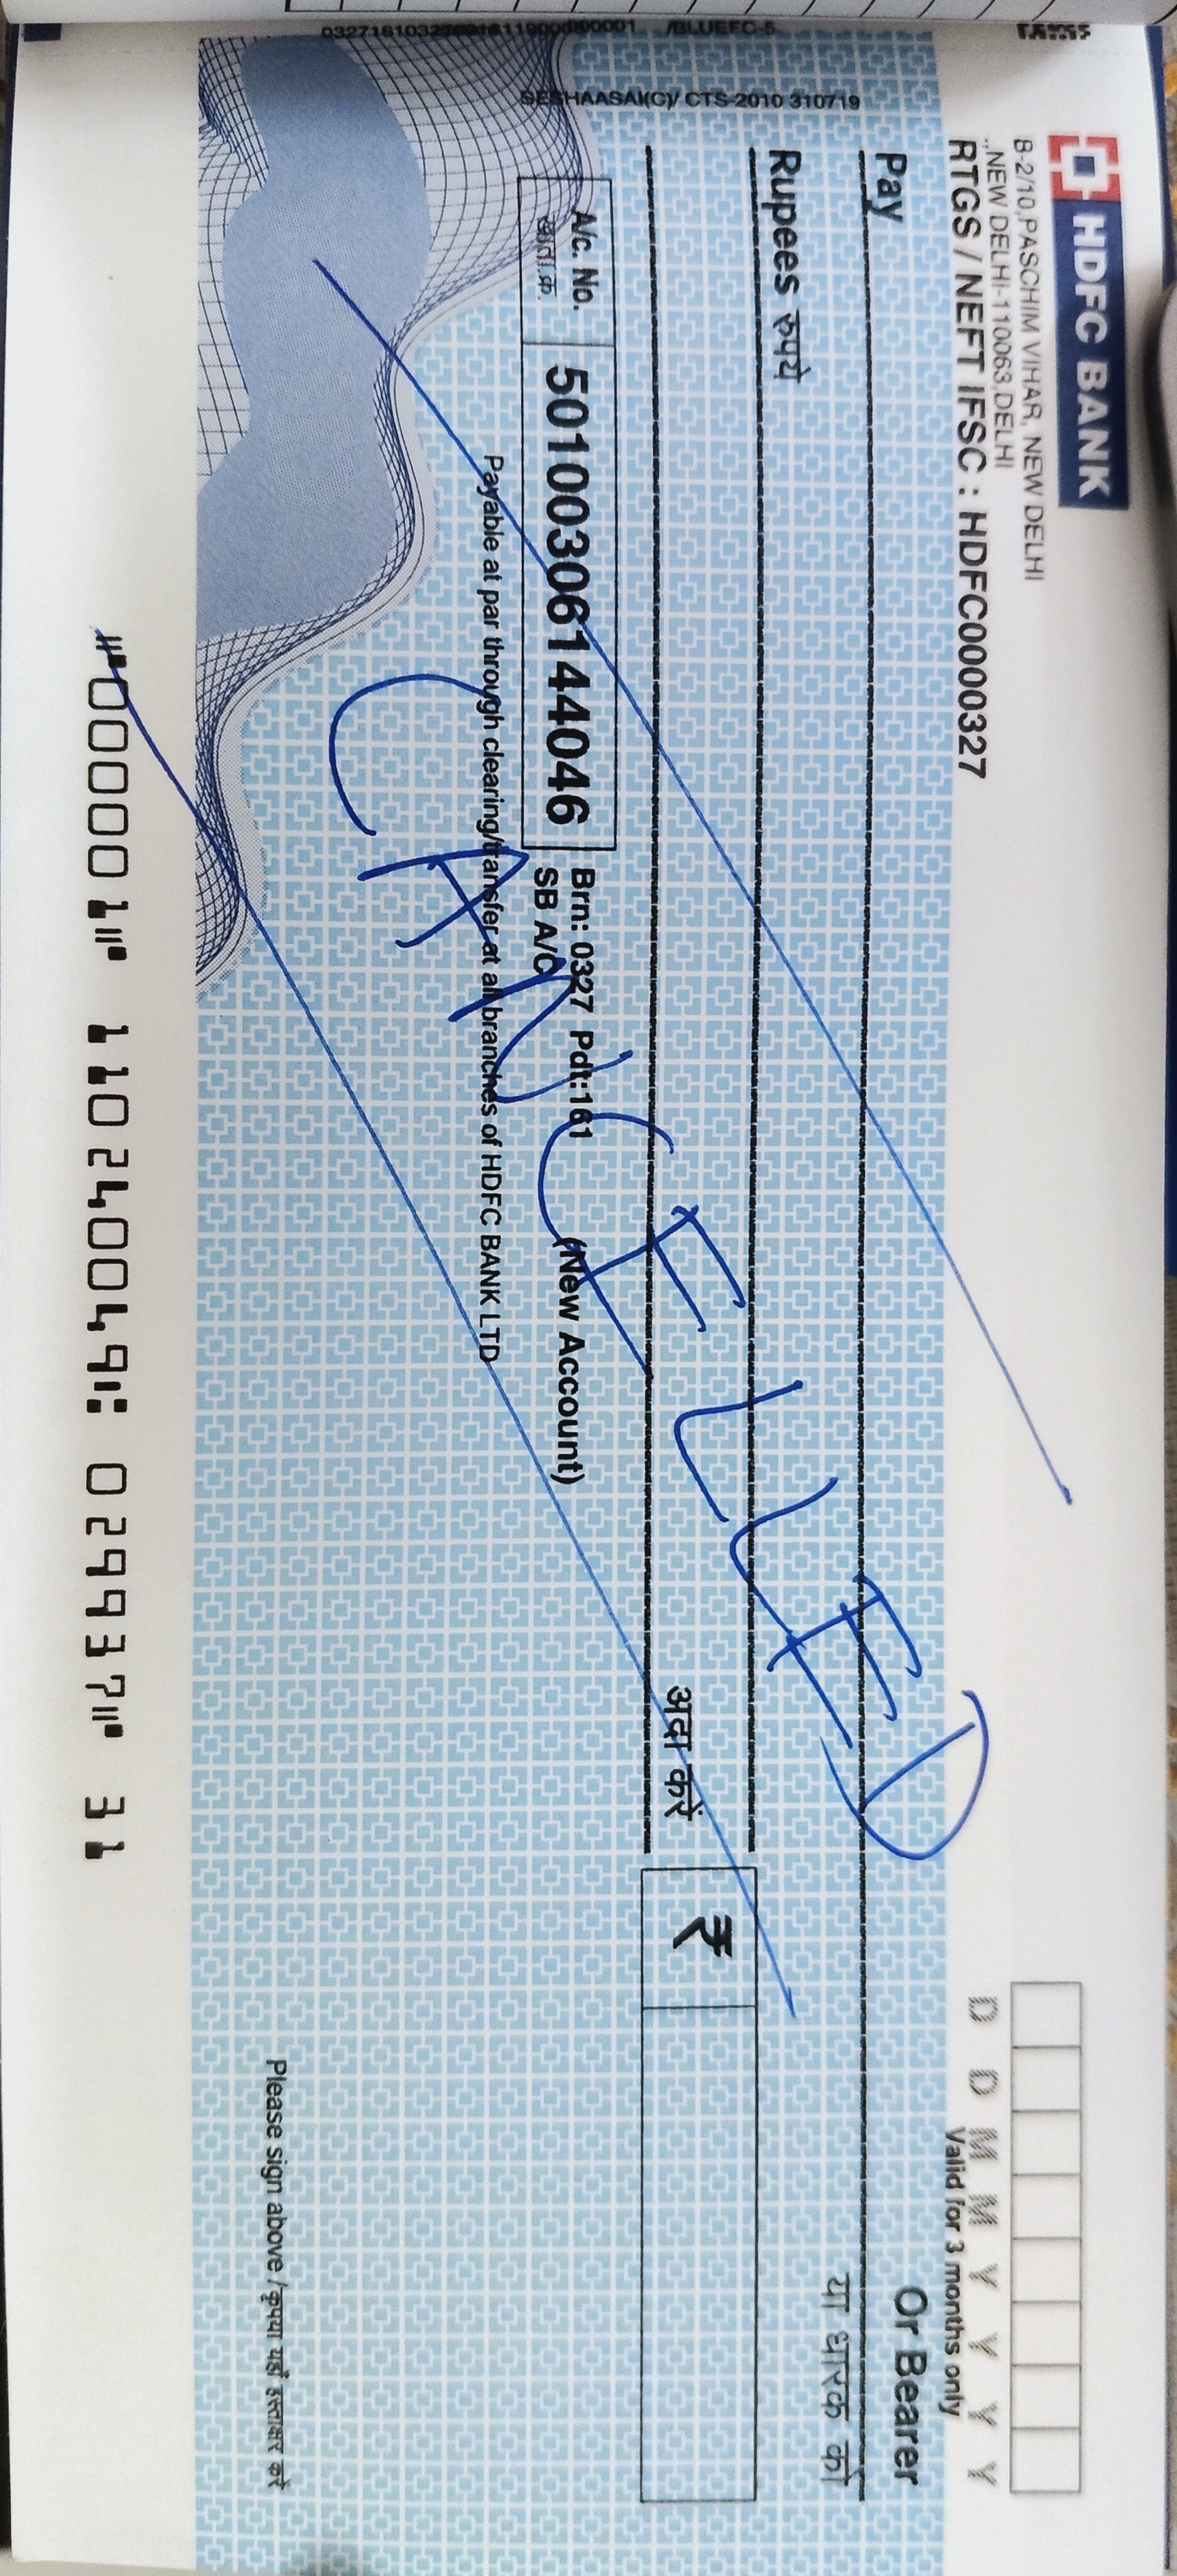 HDFC BANK
B-2/10,PASCHIM VIHAR, NEW DELHI
.,NEW DELHI-110063,DELHI
RTGS / NEFT IFSC : HDFC0000327
D D M M Y Y Y Y
Valid for 3 months only
Pay
Or Bearer
या धारक को
Rupees रुपये
अदा करें
₹
CANCELLED
A/c. No.
खाता.क्र.
50100306144046
Brn: 0327 Pdt:161
SB A/C
(New Account)
Payable at par through clearing/transfer at all branches of HDFC BANK LTD
Please sign above /कृपया यहाँ हस्ताक्षर करें
SESHAASAI(C)/ CTS-2010 310719
/BLUEFC-5
⑈000001⑈ 110240049⑆ 029937⑈ 31